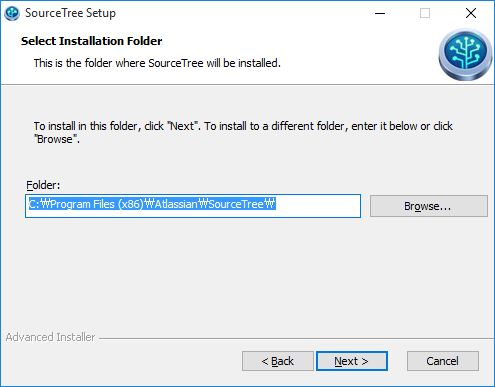 SourceTree Setup
Select Installation Folder
This is the folder where SourceTree will be installed.
To install in this folder, click "Next". To install to a different folder, enter it below or click
"Browse".
Folder:
C:₩Program Files (x86)₩Atlassian₩SourceTree₩
Browse...
Advanced Installer
< Back
Next >
Cancel